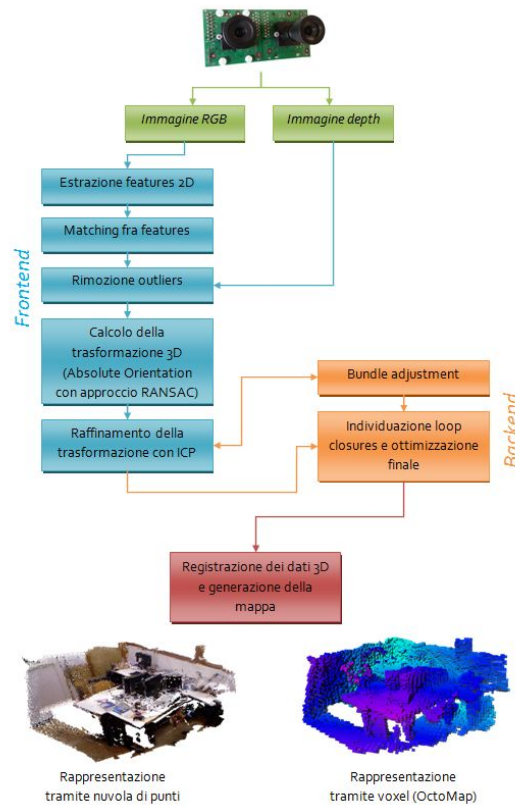 Immagine RGB
Immagine depth
Estrazione features 2D
Matching fra features
Rimozione outliers
Frontend
Calcolo della
trasformazione 3D
(Absolute Orientation
con approccio RANSAC)
Bundle adjustment
Raffinamento della
trasformazione con ICP
Individuazione loop
closures e ottimizzazione
finale
Backend
Registrazione dei dati 3D
e generazione della
mappa
Rappresentazione
tramite nuvola di punti
Rappresentazione
tramite voxel (OctoMap)